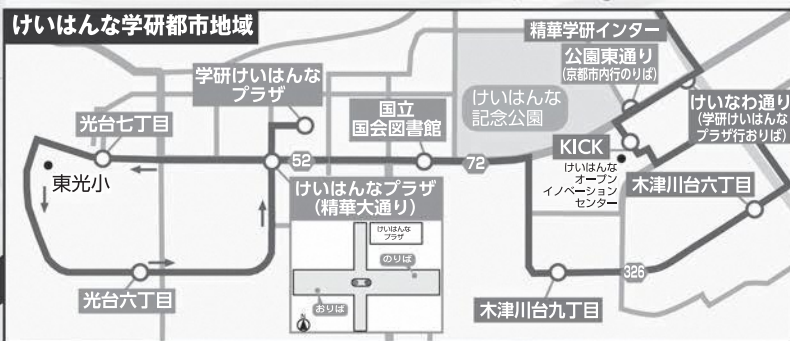 けいはんな学研都市地域
精華学研インター
公園東通り
(京都市内行のりば)
学研けいはんな
プラザ
けいはんな
記念公園
けいなわ通り
(学研けいはんな
プラザ行おりば)
国立
国会図書館
光台七丁目
KICK
けいはんな
オープン
イノベーション
センター
52
72
東光小
けいはんなプラザ
(精華大通り)
木津川台六丁目
けいはんな
プラザ
のりば
おりば
N
326
光台六丁目
木津川台九丁目